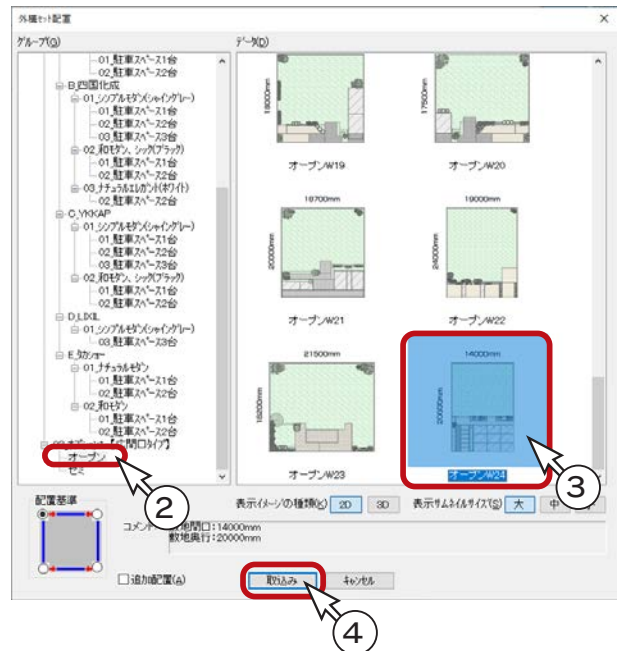 外構セット配置
グループ(G)
データ(D)
01_駐車スペース1台
02_駐車スペース2台
B_四国化成
01_シンプルモダン(シャイングレー)
01_駐車スペース1台
02_駐車スペース2台
03_駐車スペース3台
02_和モダン、シック(ブラック)
01_駐車スペース1台
02_駐車スペース2台
03_ナチュラルエレガント(ホワイト)
02_駐車スペース2台
C_YKKAP
01_シンプルモダン(シャイングレー)
01_駐車スペース1台
02_駐車スペース2台
03_駐車スペース3台
02_和モダン、シック(ブラック)
01_駐車スペース1台
02_駐車スペース2台
D_LIXIL
01_シンプルモダン(シャイングレー)
03_駐車スペース3台
E_タカショー
01_ナチュラルモダン
01_駐車スペース1台
02_駐車スペース2台
02_和モダン
01_駐車スペース1台
02_駐車スペース2台
【広間口タイプ】
オープン
セミ
②
19000mm
17500mm
オープンW19
オープンW20
18700mm
20000mm
19000mm
24000mm
オープンW21
オープンW22
21500mm
18200mm
14000mm
20000mm
オープンW23
オープンW24
③
配置基準
表示イメージの種類(K) 2D 3D
表示サムネイルサイズ(S) 大 中
コメント
敷地間口:14000mm
敷地奥行:20000mm
追加配置(A)
取込み
キャンセル
④